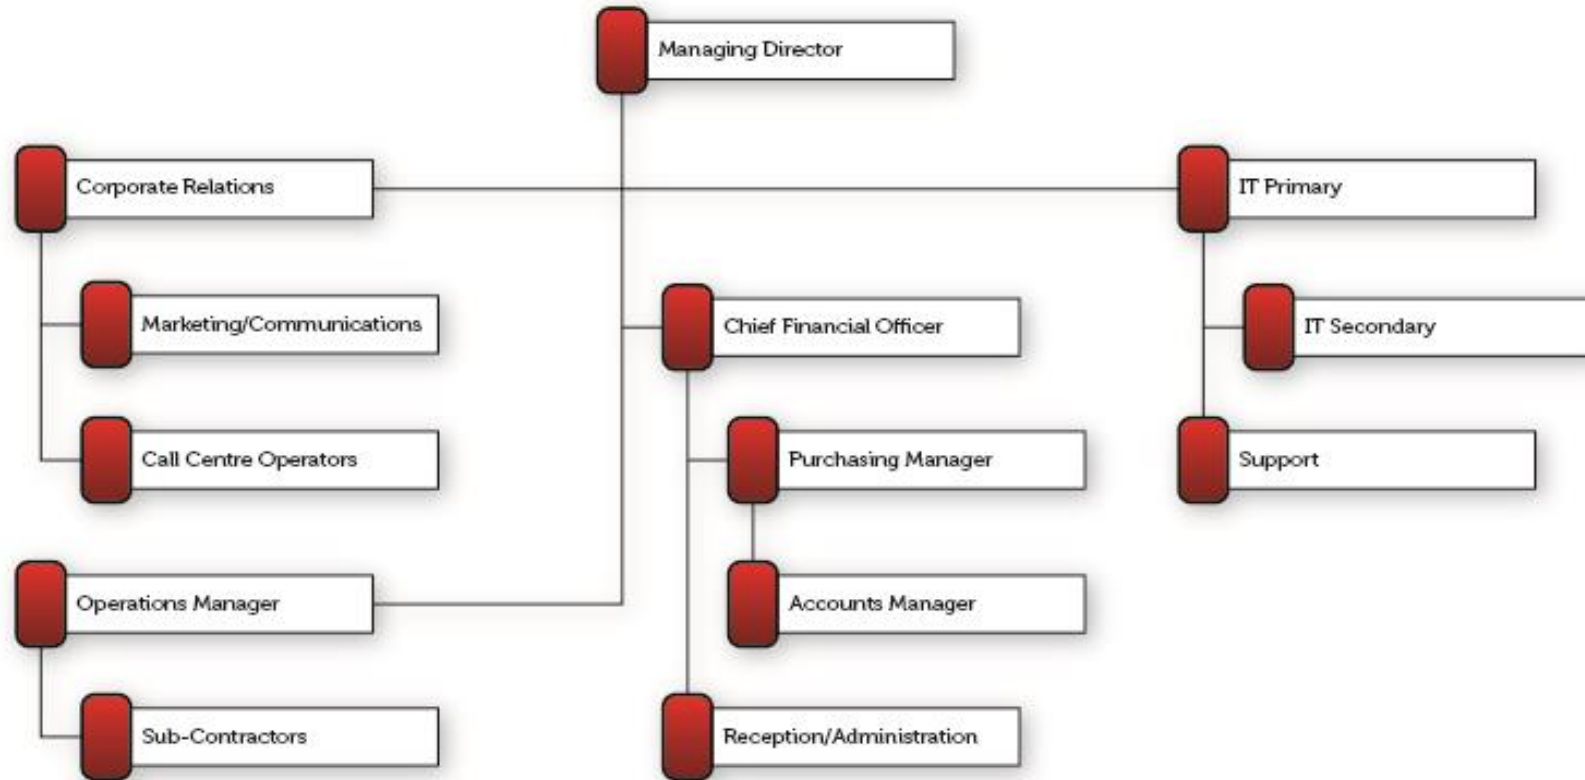 Managing Director
Corporate Relations
IT Primary
Marketing/Communications
Chief Financial Officer
IT Secondary
Call Centre Operators
Purchasing Manager
Support
Operations Manager
Accounts Manager
Sub-Contractors
Reception/Administration